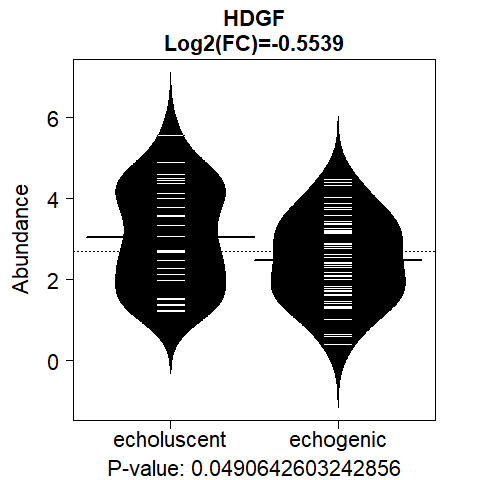 HDGF
Log2(FC)=-0.5539
Abundance
6
4
2
0
echoluscent echogenic
P-value: 0.0490642603242856